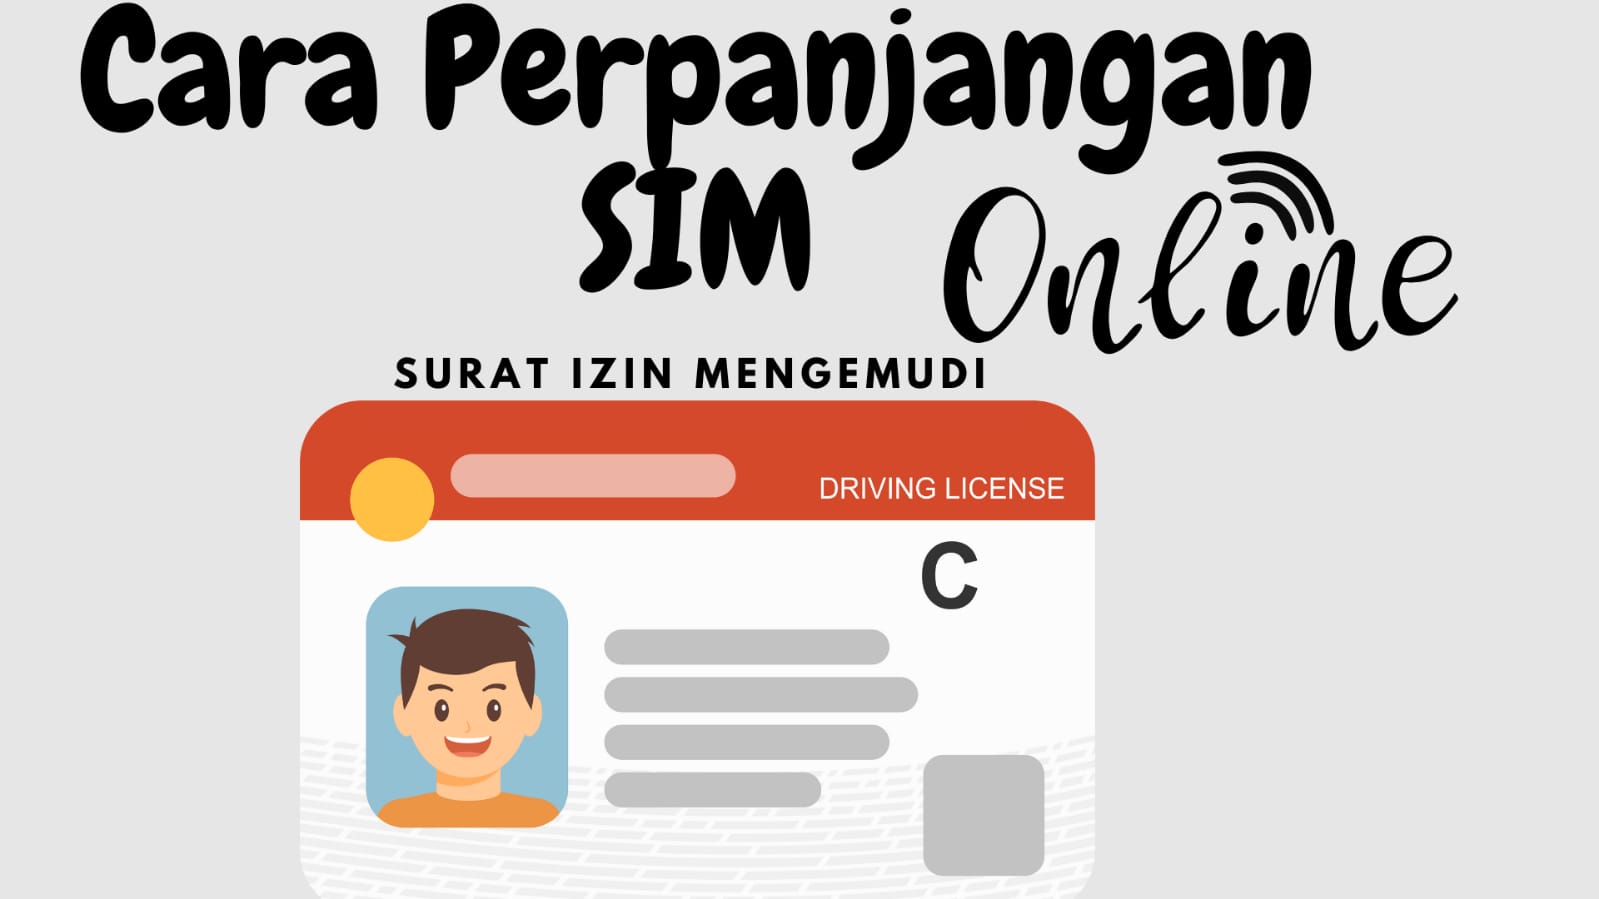 Cara Perpanjangan
SIM Online
SURAT IZIN MENGEMUDI
DRIVING LICENSE
C